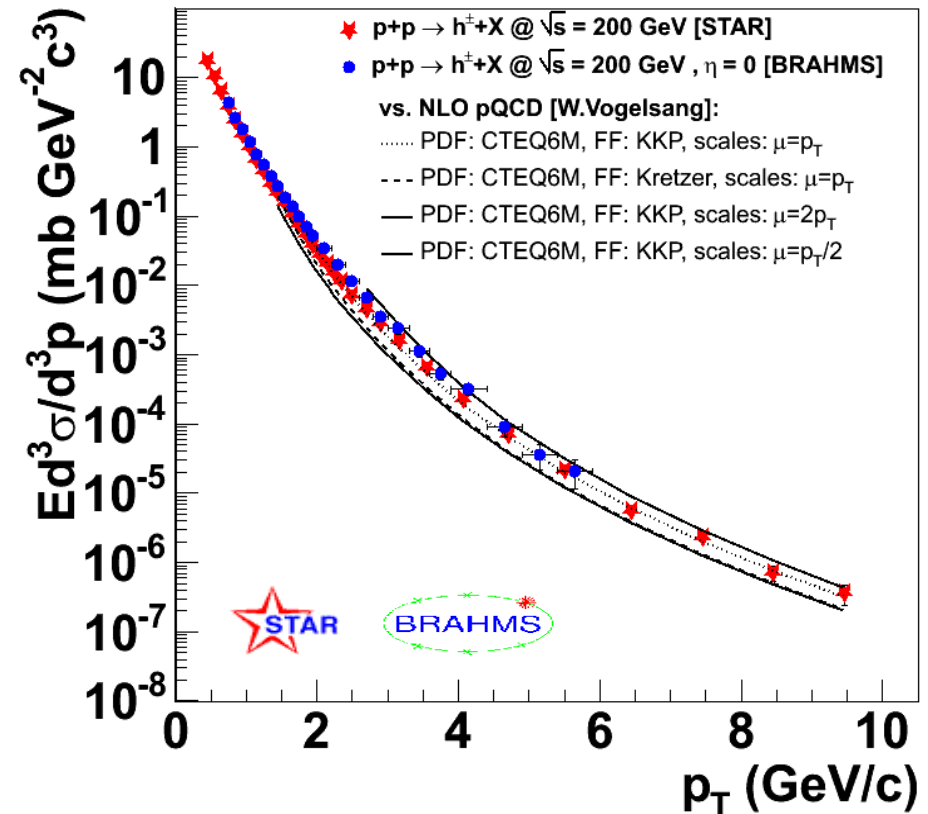 p+p → h±+X @ √s = 200 GeV [STAR]
p+p → h±+X @ √s = 200 GeV , η = 0 [BRAHMS]
vs. NLO pQCD [W.Vogelsang]:
PDF: CTEQ6M, FF: KKP, scales: μ=pT
PDF: CTEQ6M, FF: Kretzer, scales: μ=pT
PDF: CTEQ6M, FF: KKP, scales: μ=2pT
PDF: CTEQ6M, FF: KKP, scales: μ=pT/2
Ed³σ/d³p (mb GeV⁻²c³)
10
1
10⁻¹
10⁻²
10⁻³
10⁻⁴
10⁻⁵
10⁻⁶
10⁻⁷
10⁻⁸
STAR
BRAHMS
0 2 4 6 8 10
pT (GeV/c)